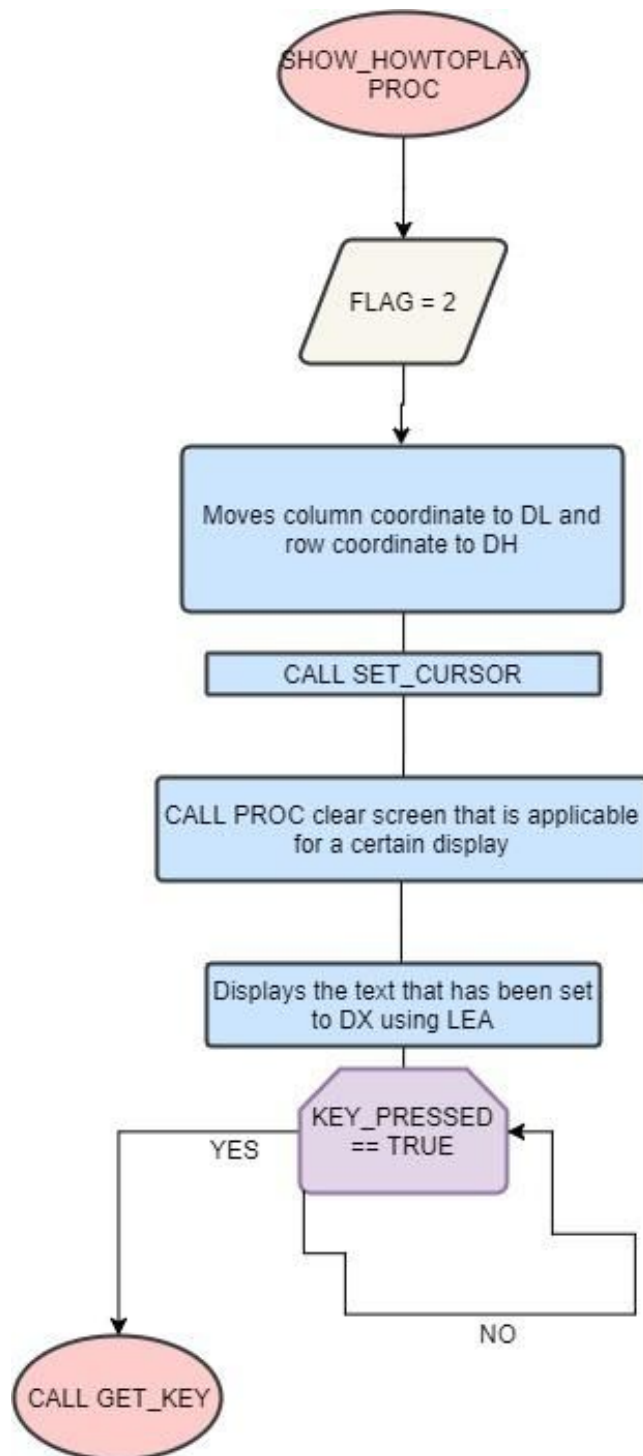 SHOW_HOWTOPLAY
PROC
FLAG = 2
Moves column coordinate to DL and
row coordinate to DH
CALL SET_CURSOR
CALL PROC clear screen that is applicable
for a certain display
Displays the text that has been set
to DX using LEA
KEY_PRESSED
== TRUE
YES
NO
CALL GET_KEY